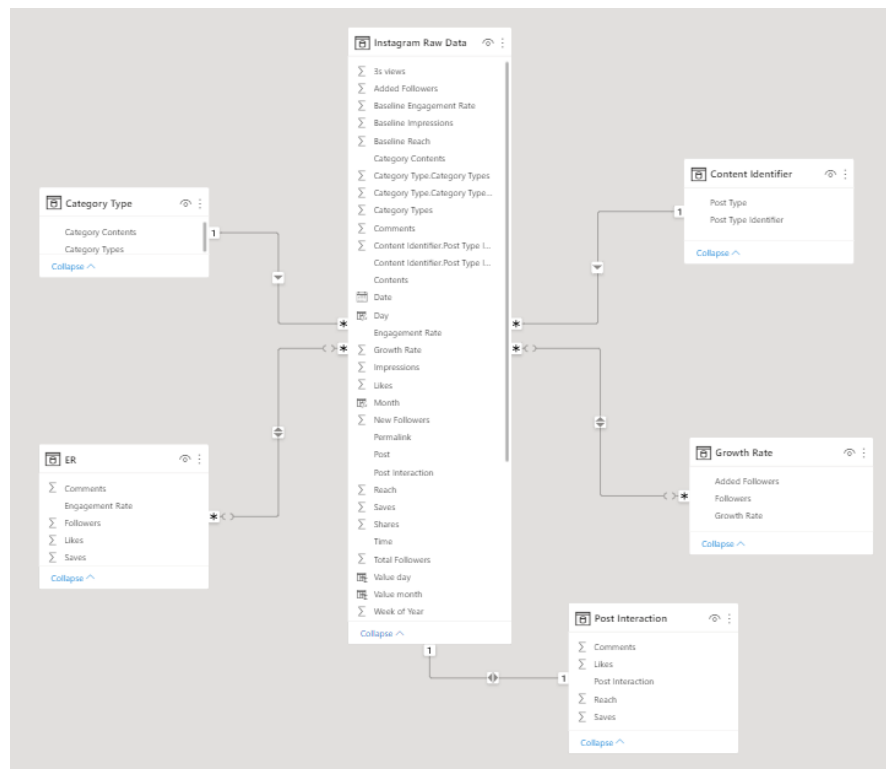 Instagram Raw Data
3s views
Added Followers
Baseline Engagement Rate
Baseline Impressions
Baseline Reach
Category Contents
Category Type.Category Types
Category Type.Category Type...
Category Types
Comments
Content Identifier.Post Type I...
Content Identifier.Post Type I...
Contents
Date
Day
Engagement Rate
Growth Rate
Impressions
Likes
Month
New Followers
Permalink
Post
Post Interaction
Reach
Saves
Shares
Time
Total Followers
Value day
Value month
Week of Year
Collapse
Category Type
Category Contents
Category Types
Collapse
1
*
Content Identifier
Post Type
Post Type Identifier
Collapse
1
*
ER
Comments
Engagement Rate
Followers
Likes
Saves
Collapse
*
*
Growth Rate
Added Followers
Followers
Growth Rate
Collapse
*
*
Post Interaction
Comments
Likes
Post Interaction
Reach
Saves
Collapse
1
1